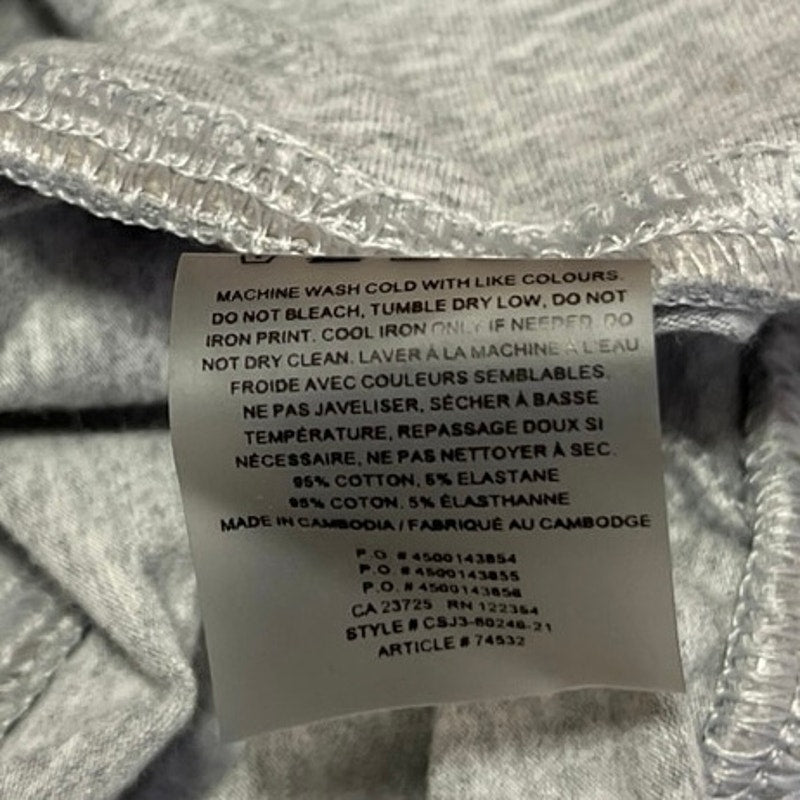 MACHINE WASH COLD WITH LIKE COLOURS.
DO NOT BLEACH, TUMBLE DRY LOW, DO NOT
IRON PRINT. COOL IRON ONLY IF NEEDED. DO
NOT DRY CLEAN. LAVER À LA MACHINE À L'EAU
FROIDE AVEC COULEURS SEMBLABLES.
NE PAS JAVELISER, SÉCHER À BASSE
TEMPÉRATURE, REPASSAGE DOUX SI
NÉCESSAIRE, NE PAS NETTOYER À SEC.
95% COTTON, 5% ELASTANE
95% COTON, 5% ÉLASTHANNE
MADE IN CAMBODIA / FABRIQUÉ AU CAMBODGE
P.O # 4500143854
P.O # 4500143855
P.O. # 4500143856
CA 23725 RN 122354
STYLE # CSJ3-60246-21
ARTICLE # 74532